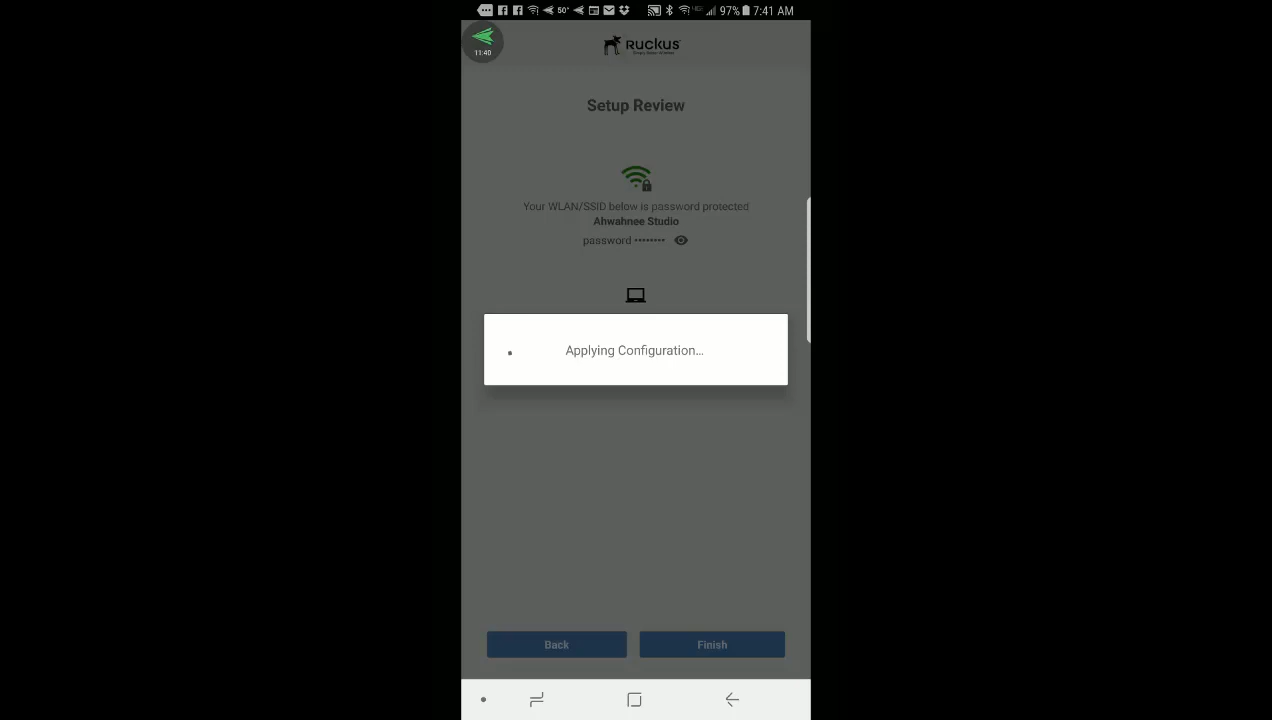 50° 97% 7:41 AM
11:40
Ruckus
Setup Review
Your WLAN/SSID below is password protected
Ahwahnee Studio
password ········
Applying Configuration...
Back
Finish